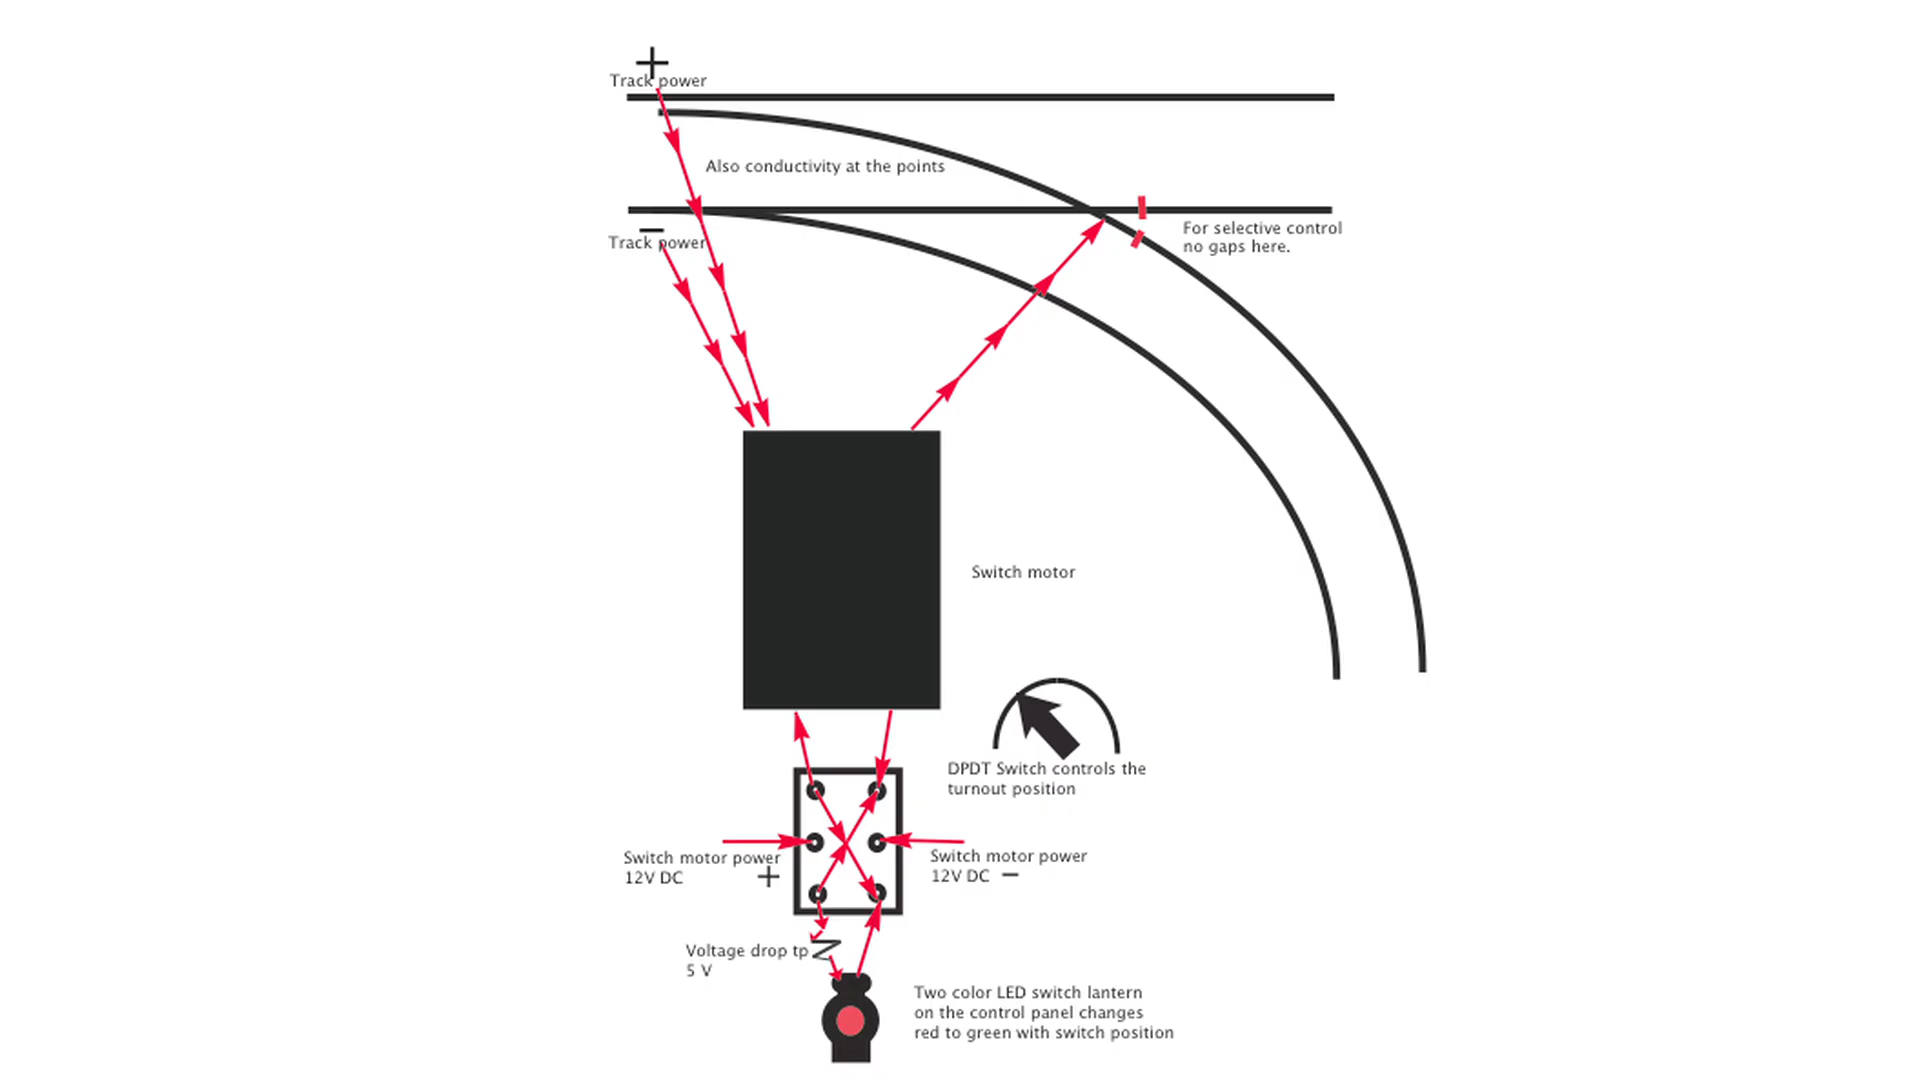 +
Track power
Also conductivity at the points
For selective control
no gaps here.
−
Track power
Switch motor
DPDT Switch controls the
turnout position
Switch motor power
12V DC +
Switch motor power
12V DC −
Voltage drop tp
5 V
Two color LED switch lantern
on the control panel changes
red to green with switch position